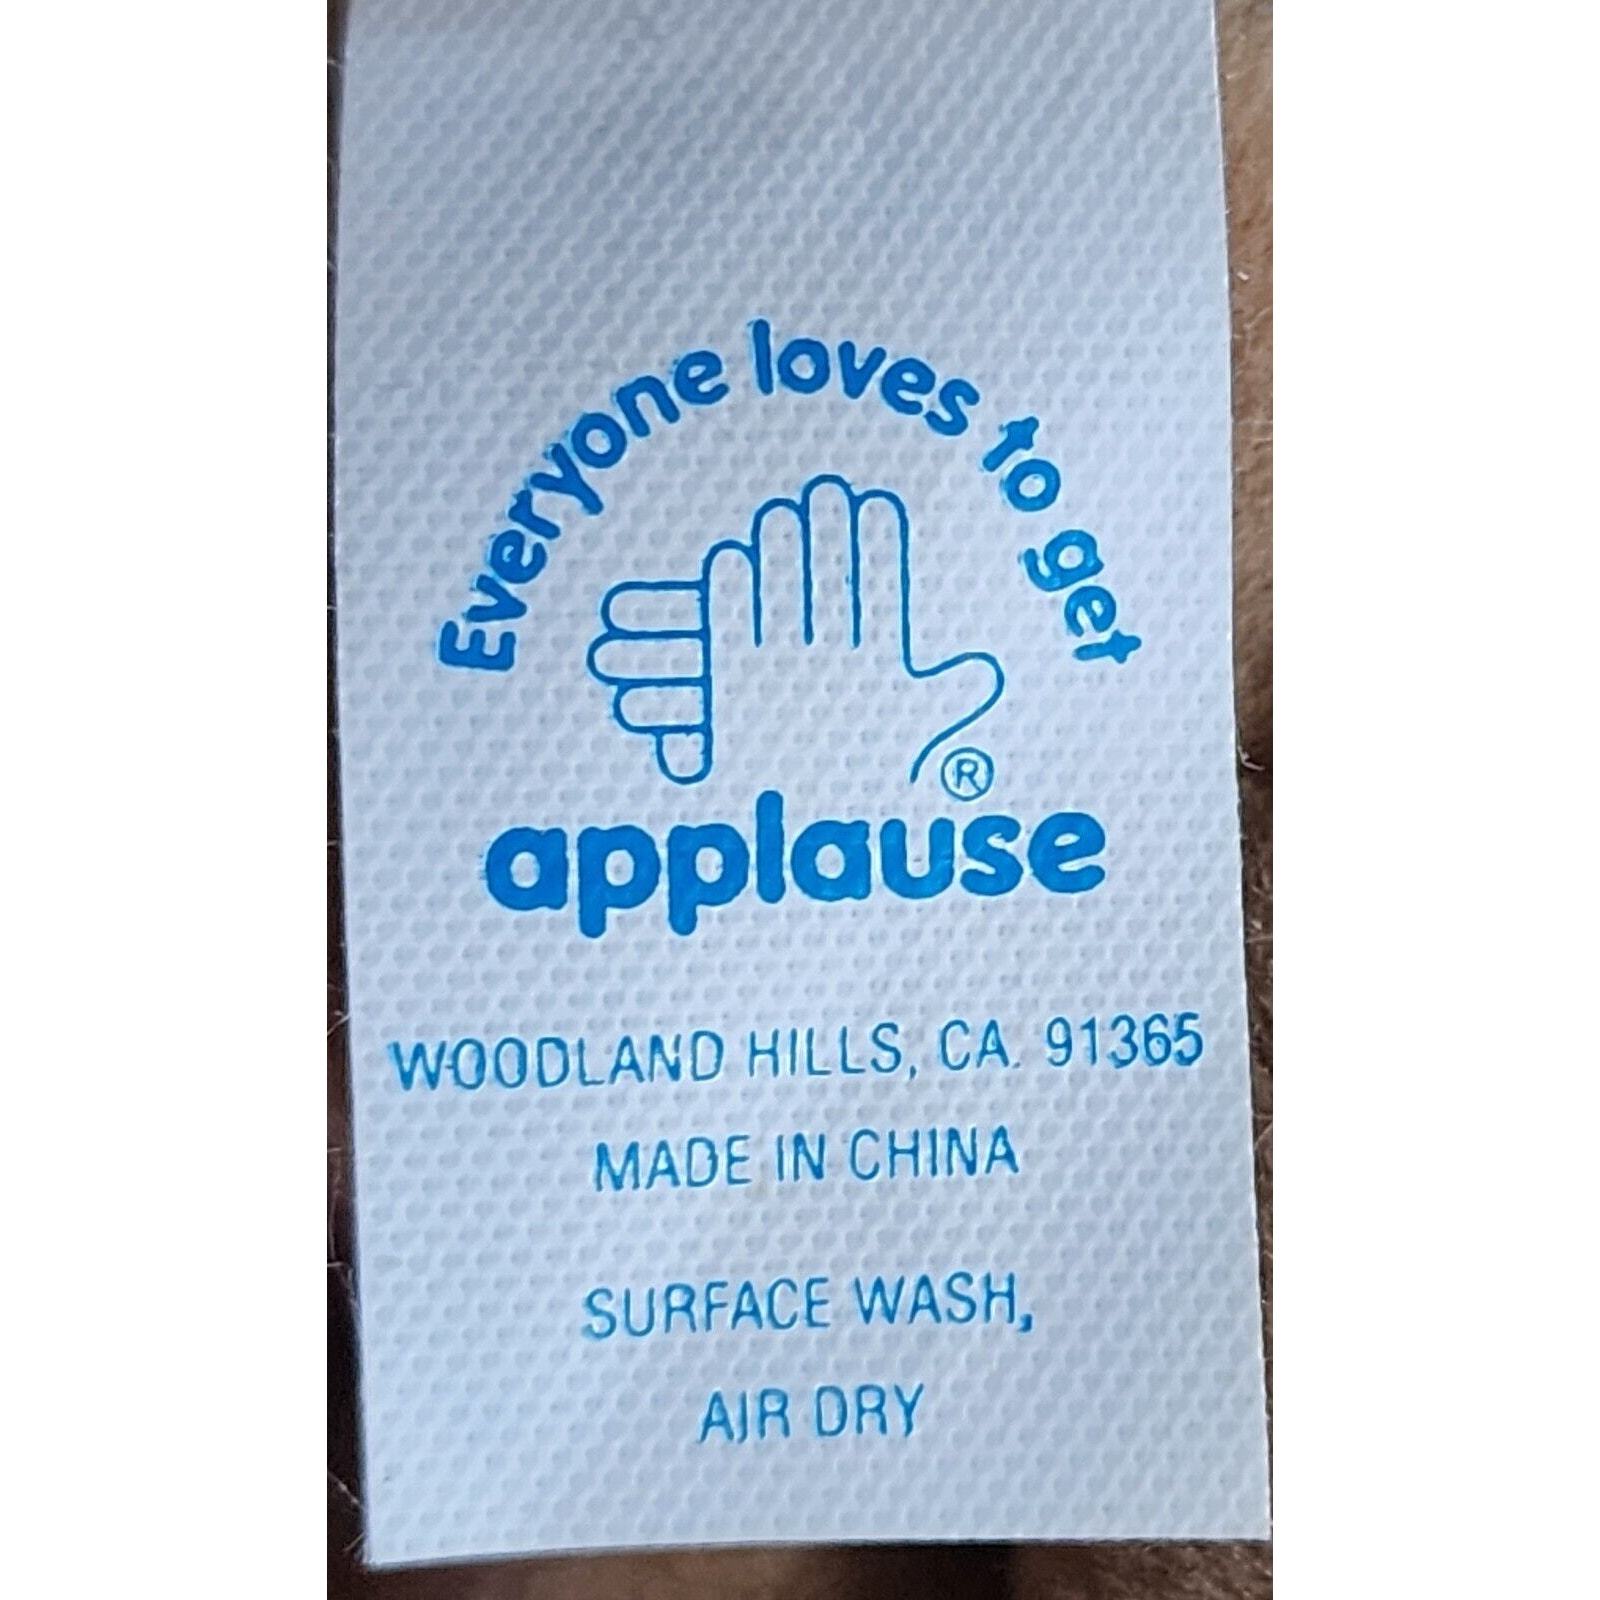 Everyone loves to get
®
applause
WOODLAND HILLS, CA. 91365
MADE IN CHINA
SURFACE WASH,
AIR DRY